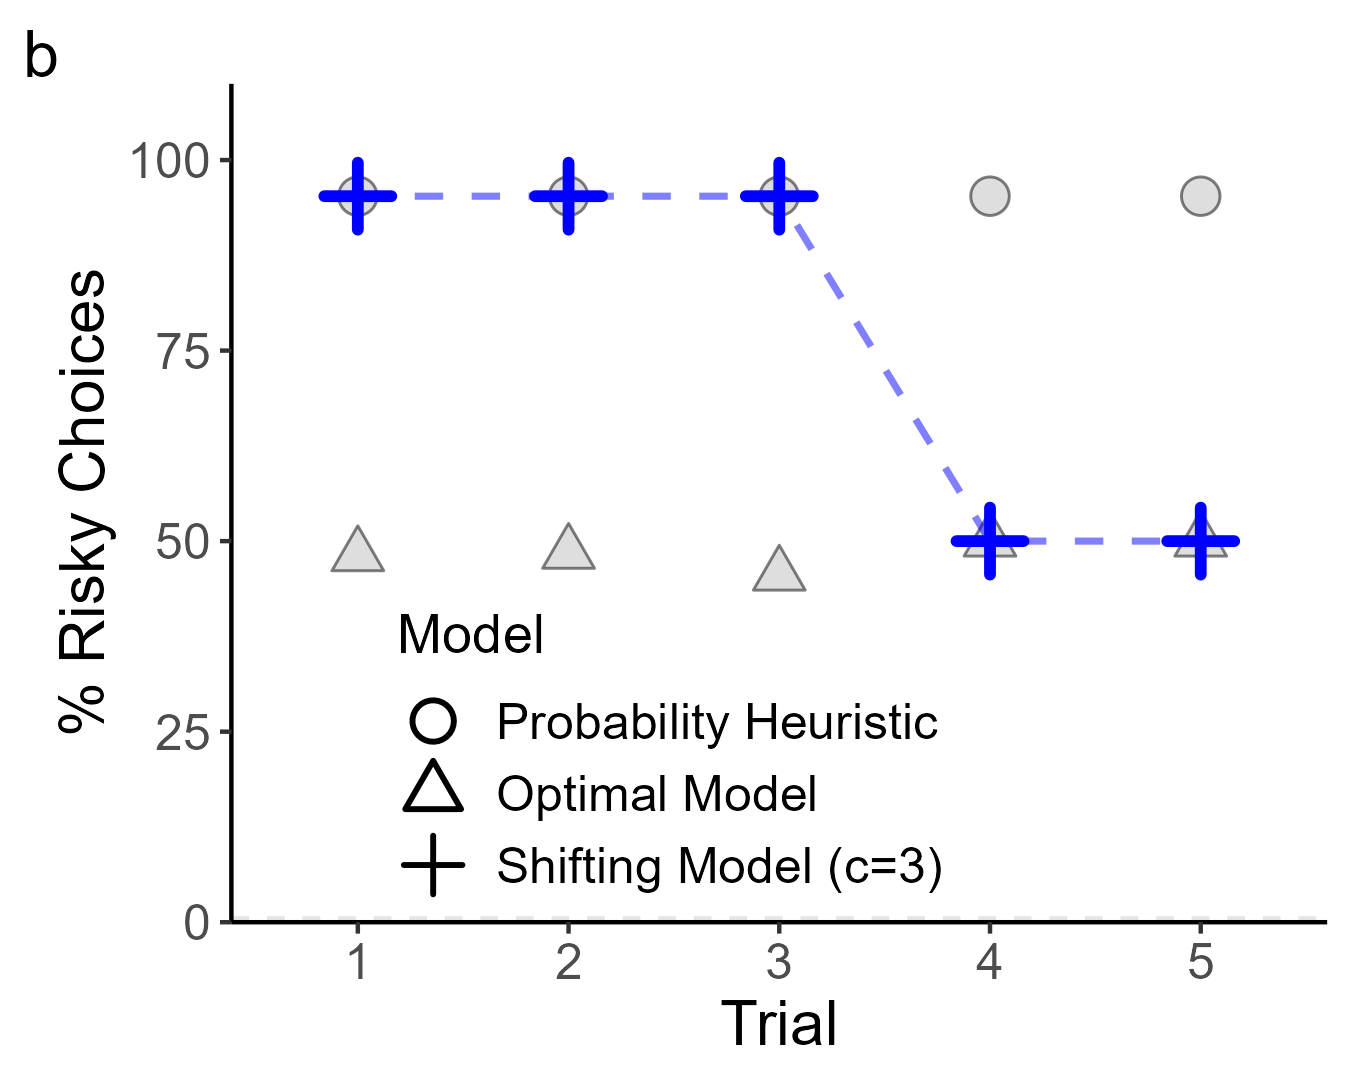 b
% Risky Choices
100
75
50
25
0
Model
Probability Heuristic
Optimal Model
Shifting Model (c=3)
1 2 3 4 5
Trial